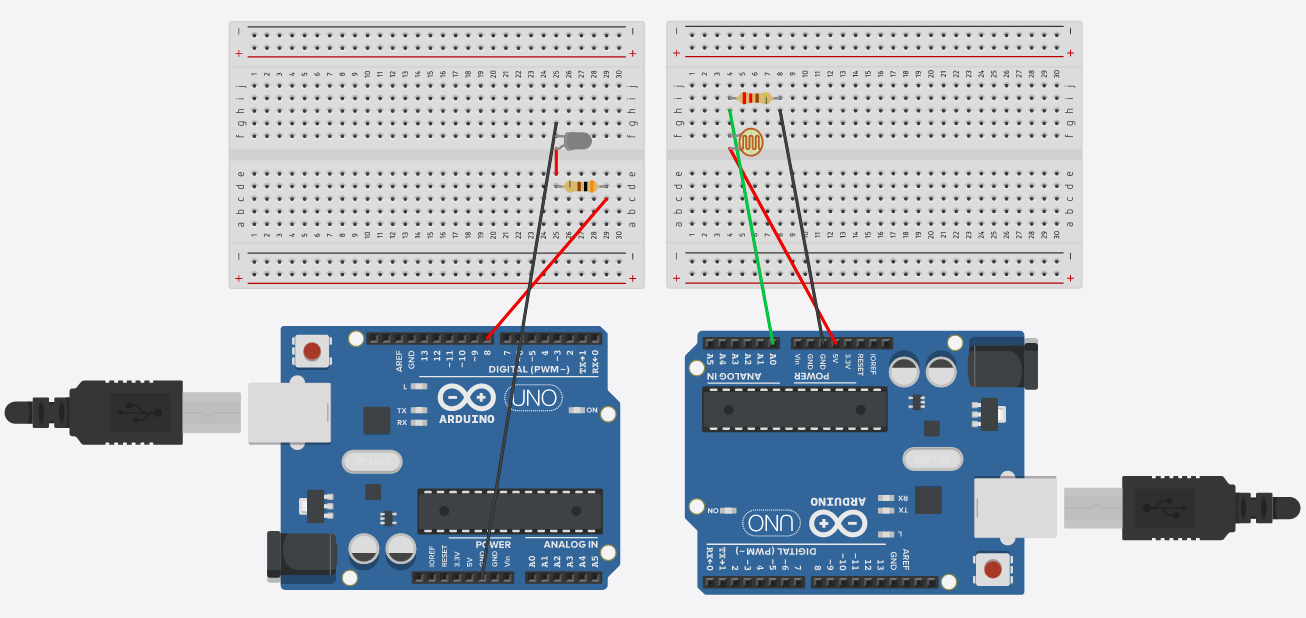 − −
+ +
1 2 3 4 5 6 7 8 9 10 11 12 13 14 15 16 17 18 19 20 21 22 23 24 25 26 27 28 29 30
j j
i i
h h
g g
f f
e e
d d
c c
b b
a a
1 2 3 4 5 6 7 8 9 10 11 12 13 14 15 16 17 18 19 20 21 22 23 24 25 26 27 28 29 30
− −
+ +
− −
+ +
1 2 3 4 5 6 7 8 9 10 11 12 13 14 15 16 17 18 19 20 21 22 23 24 25 26 27 28 29 30
j j
i i
h h
g g
f f
e e
d d
c c
b b
a a
1 2 3 4 5 6 7 8 9 10 11 12 13 14 15 16 17 18 19 20 21 22 23 24 25 26 27 28 29 30
− −
+ +
AREF GND 13 12 ~11 ~10 ~9 8 7 ~6 ~5 4 ~3 2 TX→1 RX←0
DIGITAL (PWM~)
L
TX
RX
ARDUINO
UNO
ON
POWER ANALOG IN
IOREF RESET 3.3V 5V GND GND Vin A0 A1 A2 A3 A4 A5
A5 A4 A3 A2 A1 A0 Vin GND GND 5V 3.3V RESET IOREF
ANALOG IN POWER
RX
TX
ARDUINO
ON
UNO
L
DIGITAL (PWM~)
RX←0 TX→1 2 ~3 4 ~5 ~6 7 8 ~9 ~10 ~11 12 13 GND AREF